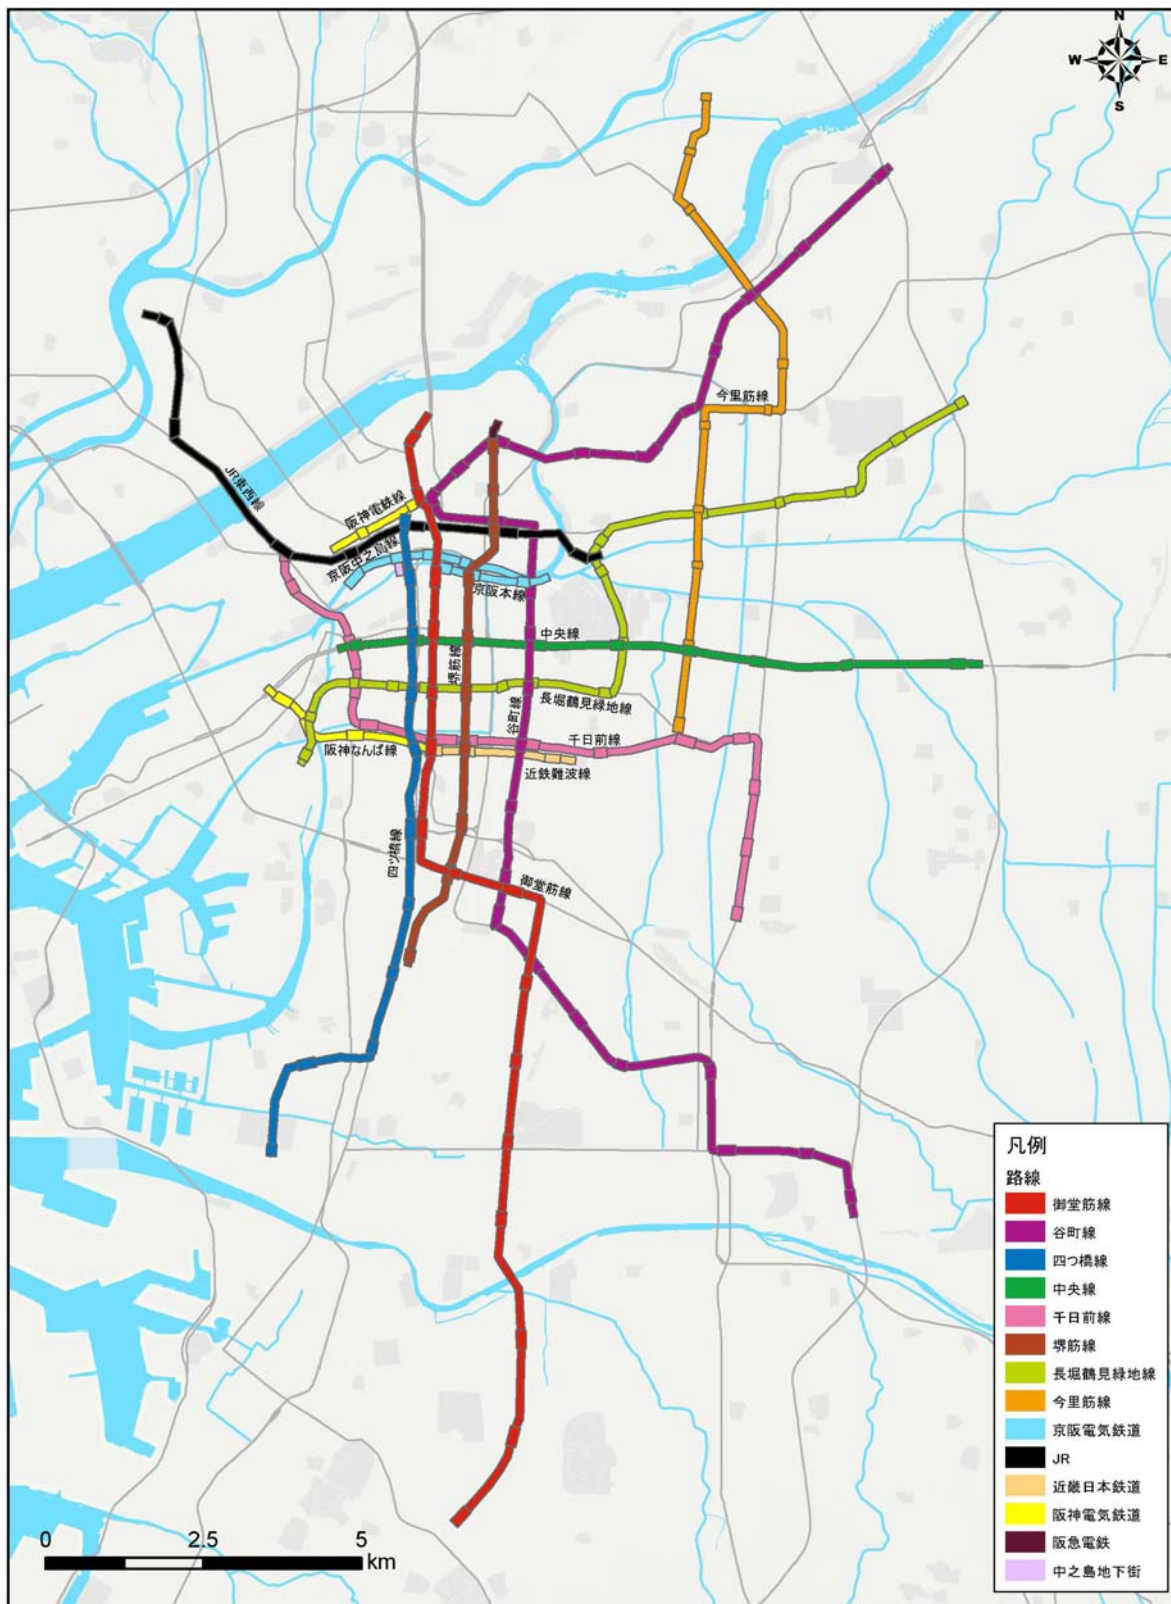 N
W
E
S
今里筋線
JR東西線
阪神電鉄線
京阪中之島線
京阪本線
中央線
堺筋線
長堀鶴見緑地線
谷町線
千日前線
阪神なんば線
近鉄難波線
四ツ橋線
御堂筋線
凡例
路線
御堂筋線
谷町線
四つ橋線
中央線
千日前線
堺筋線
長堀鶴見緑地線
今里筋線
京阪電気鉄道
JR
近畿日本鉄道
阪神電気鉄道
阪急電鉄
中之島地下街
0 2.5 5
km